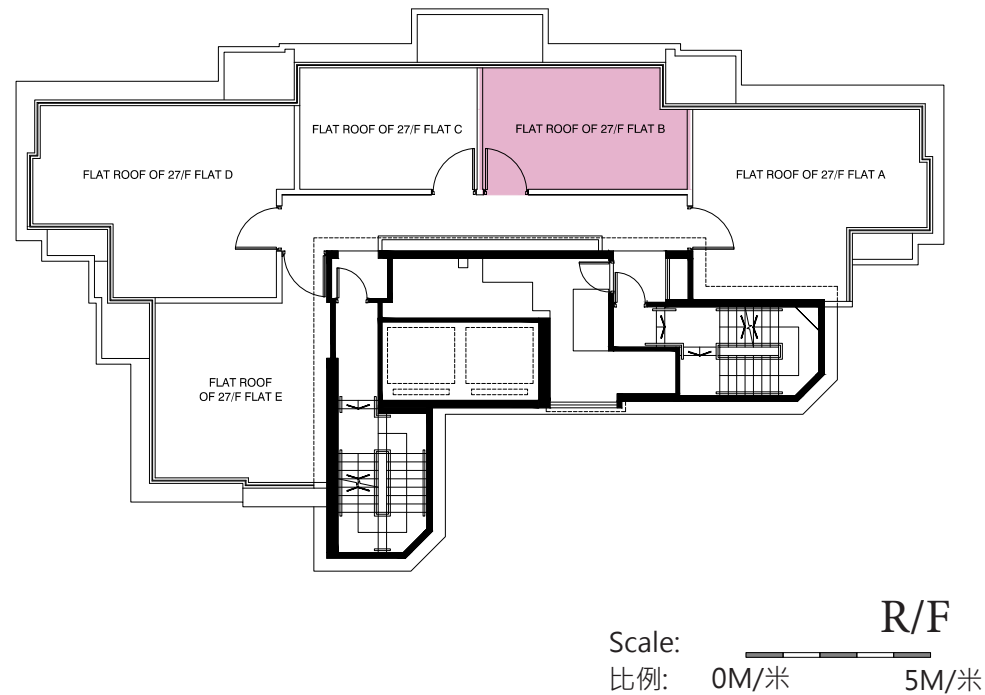 FLAT ROOF OF 27/F FLAT C
FLAT ROOF OF 27/F FLAT B
FLAT ROOF OF 27/F FLAT D
FLAT ROOF OF 27/F FLAT A
FLAT ROOF
OF 27/F FLAT E
R/F
Scale:
比例: 0M/米 5M/米